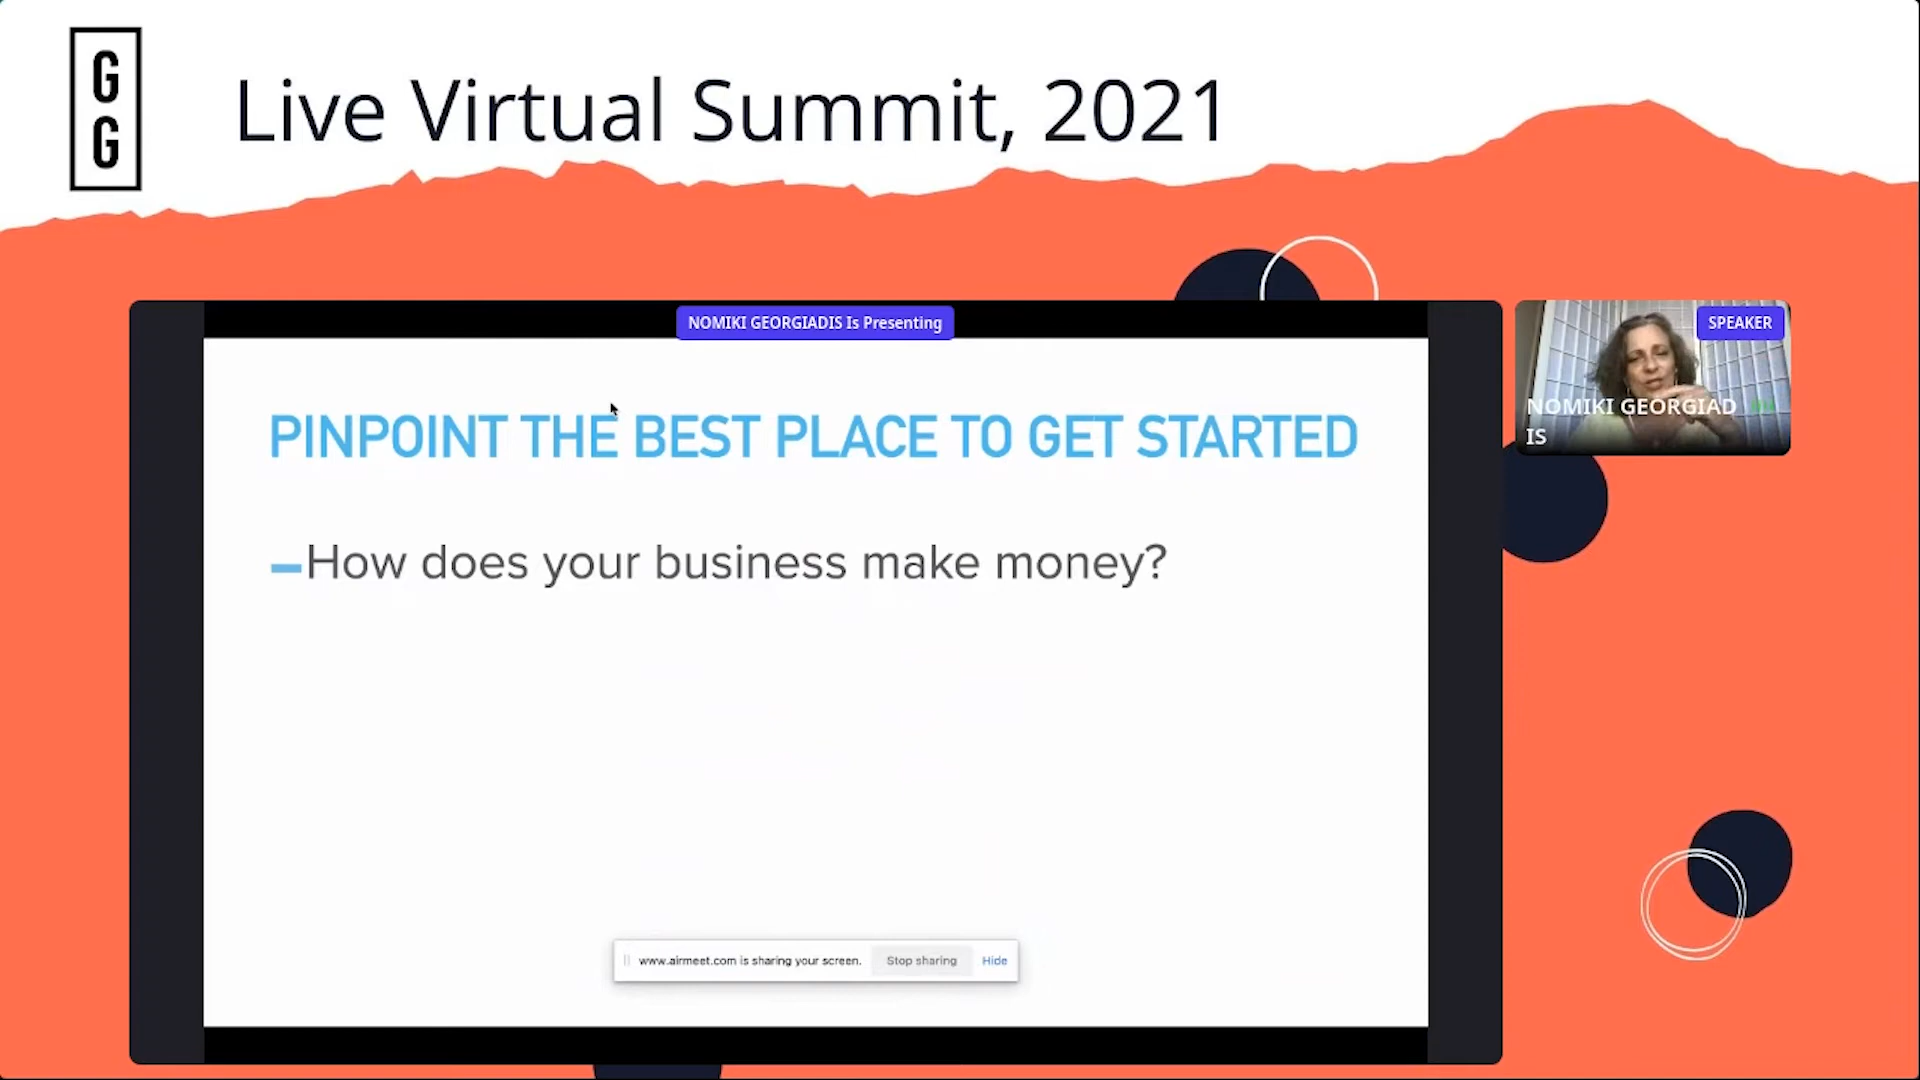 G
G
Live Virtual Summit, 2021
NOMIKI GEORGIADIS Is Presenting
SPEAKER
NOMIKI GEORGIAD
IS
PINPOINT THE BEST PLACE TO GET STARTED
How does your business make money?
www.airmeet.com is sharing your screen.
Stop sharing
Hide